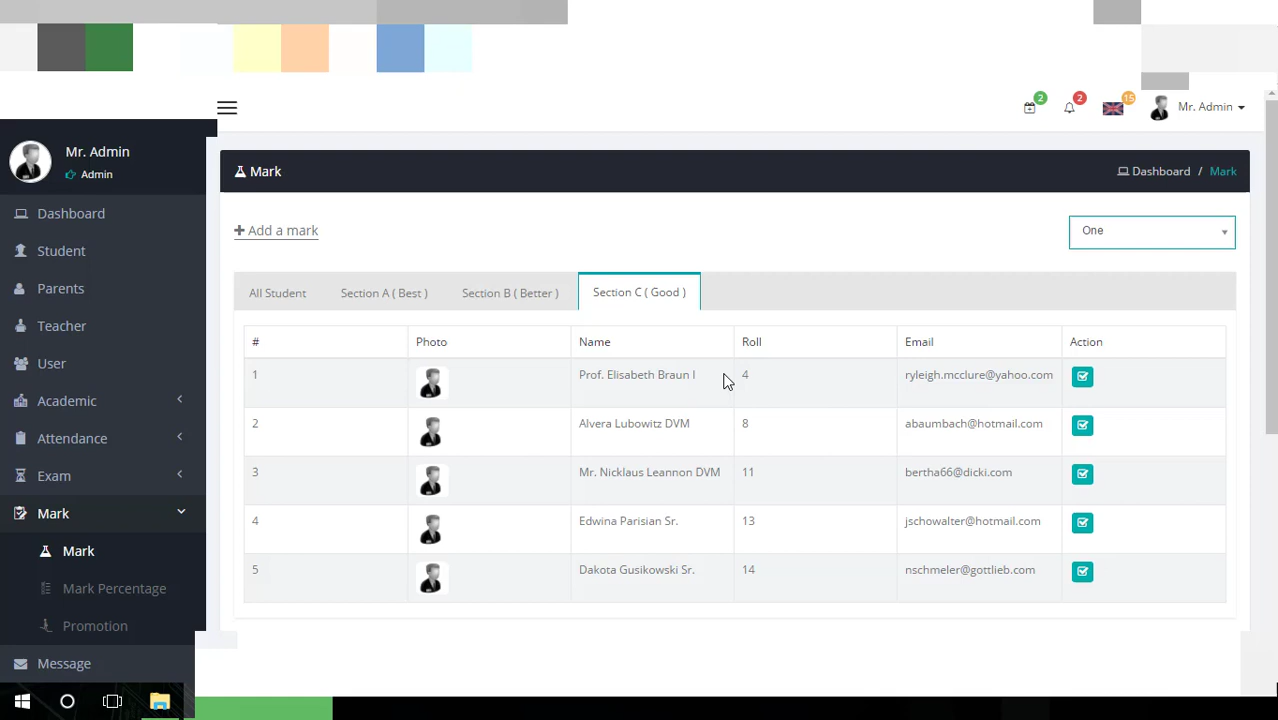 2 2 15 Mr. Admin
Mr. Admin
Admin
Dashboard
Student
Parents
Teacher
User
Academic
Attendance
Exam
Mark
Mark
Mark Percentage
Promotion
Message
Mark Dashboard / Mark
Add a mark One
All Student Section A ( Best ) Section B ( Better ) Section C ( Good )
# Photo Name Roll Email Action
1 Prof. Elisabeth Braun I 4 ryleigh.mcclure@yahoo.com
2 Alvera Lubowitz DVM 8 abaumbach@hotmail.com
3 Mr. Nicklaus Leannon DVM 11 bertha66@dicki.com
4 Edwina Parisian Sr. 13 jschowalter@hotmail.com
5 Dakota Gusikowski Sr. 14 nschmeler@gottlieb.com